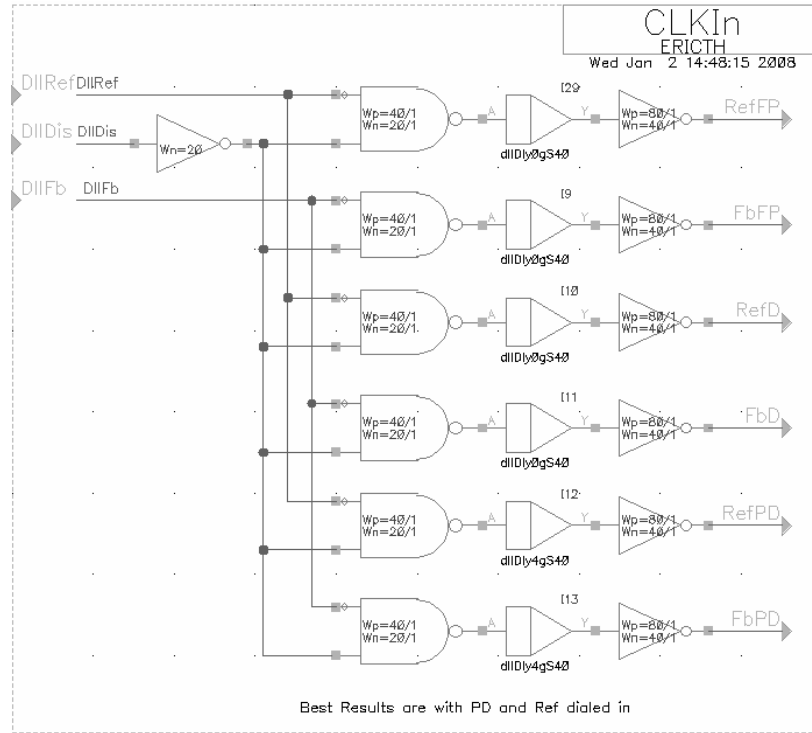 CLKIn
ERICTH
Wed Jan 2 14:48:15 2008
DllRef DllRef
DllDis DllDis
DllFb DllFb
Wn=20
Wp=40/1
Wn=20/1
A
dllDly0gS40
I29
Y
Wp=80/1
Wn=40/1
RefFP
Wp=40/1
Wn=20/1
A
dllDly0gS40
I9
Y
Wp=80/1
Wn=40/1
FbFP
Wp=40/1
Wn=20/1
A
dllDly0gS40
I10
Y
Wp=80/1
Wn=40/1
RefD
Wp=40/1
Wn=20/1
A
dllDly0gS40
I11
Y
Wp=80/1
Wn=40/1
FbD
Wp=40/1
Wn=20/1
A
dllDly4gS40
I12
Y
Wp=80/1
Wn=40/1
RefPD
Wp=40/1
Wn=20/1
A
dllDly4gS40
I13
Y
Wp=80/1
Wn=40/1
FbPD
Best Results are with PD and Ref dialed in